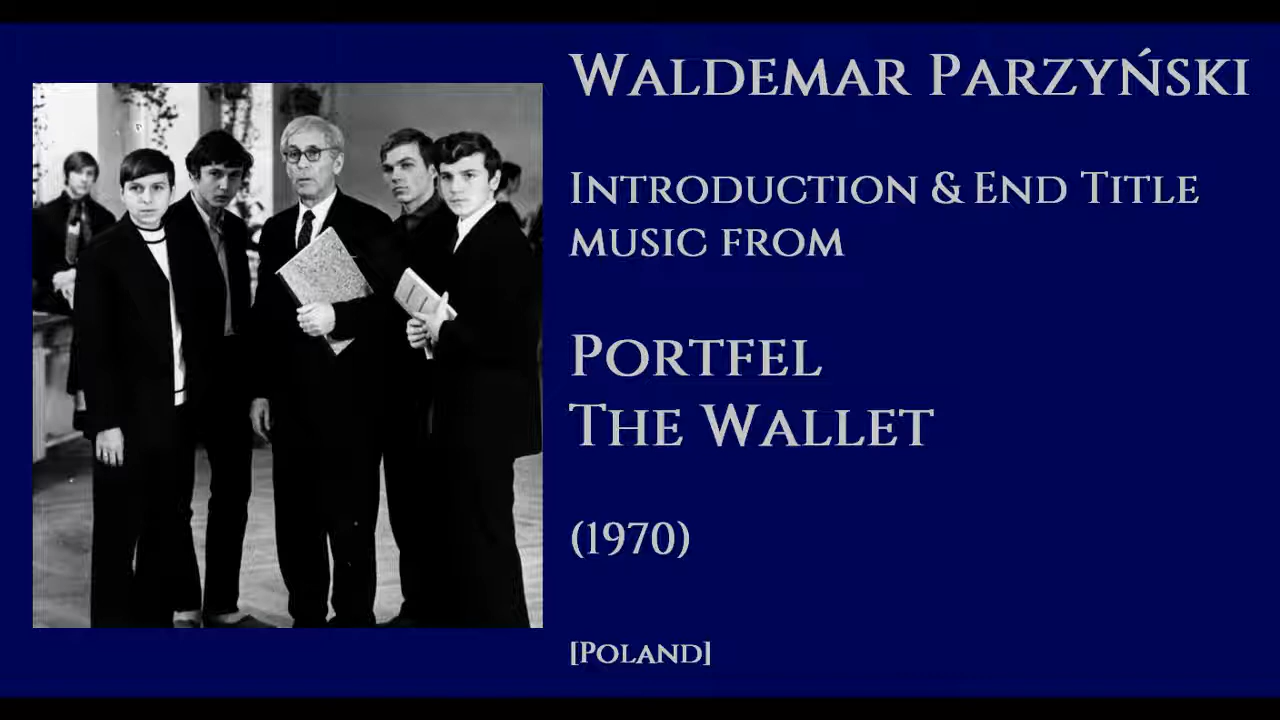 Waldemar Parzyński
Introduction & End Title
music from
Portfel
The Wallet
(1970)
[Poland]